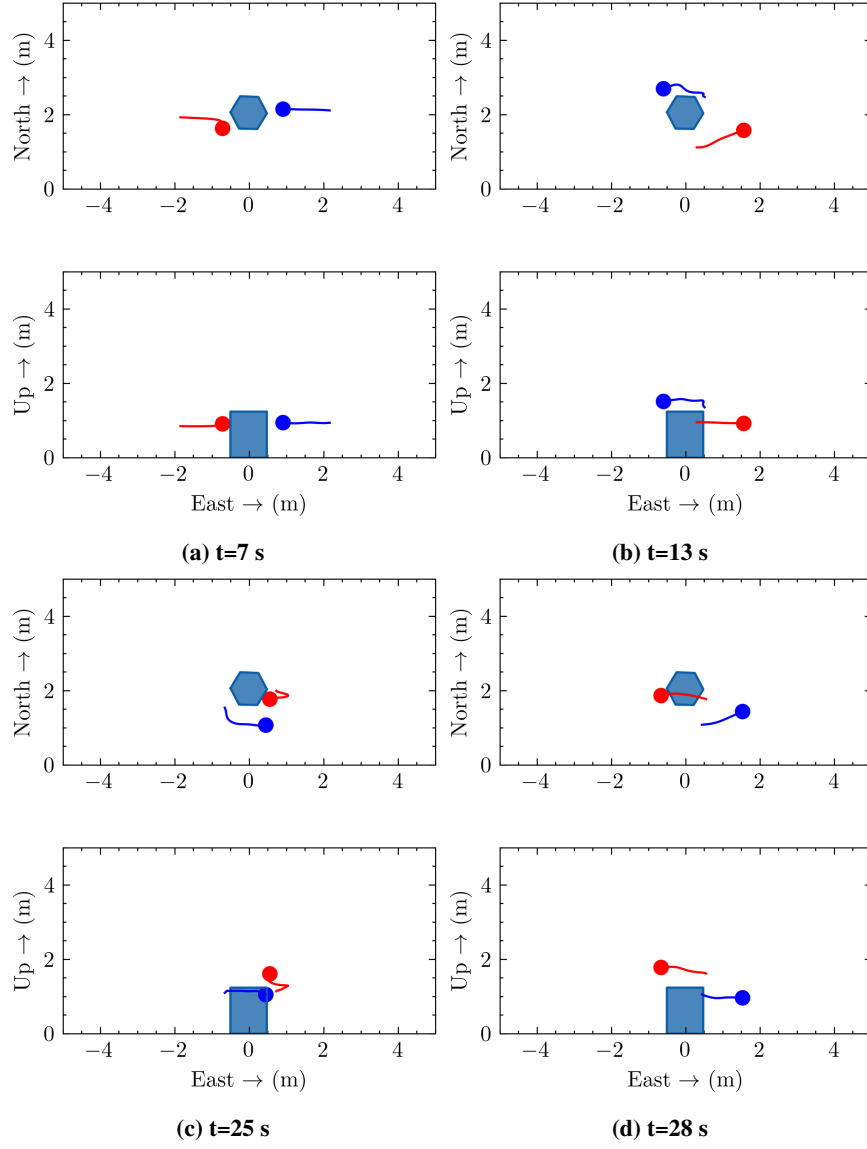 North → (m)
4
2
0
−4 −2 0 2 4
North → (m)
4
2
0
−4 −2 0 2 4
Up → (m)
4
2
0
−4 −2 0 2 4
East → (m)
Up → (m)
4
2
0
−4 −2 0 2 4
East → (m)
(a) t=7 s
(b) t=13 s
North → (m)
4
2
0
−4 −2 0 2 4
North → (m)
4
2
0
−4 −2 0 2 4
Up → (m)
4
2
0
−4 −2 0 2 4
East → (m)
Up → (m)
4
2
0
−4 −2 0 2 4
East → (m)
(c) t=25 s
(d) t=28 s